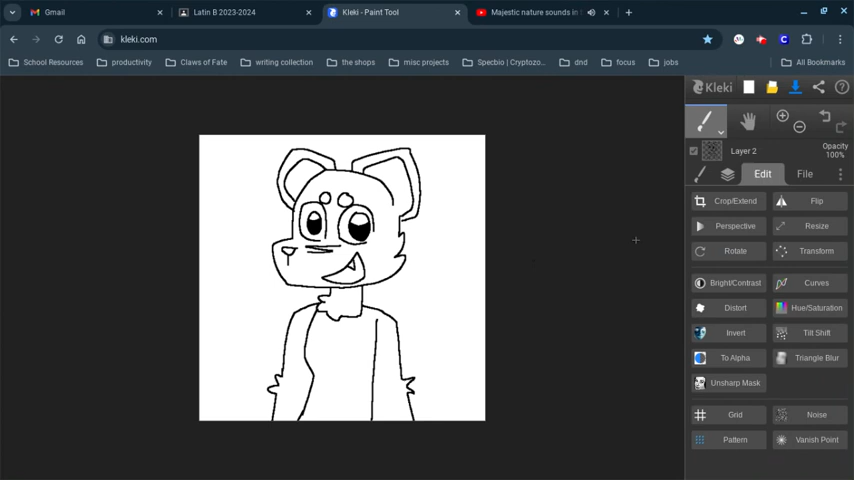 Gmail
Latin B 2023-2024
Kleki - Paint Tool
Majestic nature sounds in t
kleki.com
School Resources
productivity
Claws of Fate
writing collection
the shops
misc projects
Specbio | Cryptozo...
dnd
focus
jobs
All Bookmarks
Kleki
Layer 2
Opacity
100%
Edit
File
Crop/Extend
Flip
Perspective
Resize
Rotate
Transform
Bright/Contrast
Curves
Distort
Hue/Saturation
Invert
Tilt Shift
To Alpha
Triangle Blur
Unsharp Mask
Grid
Noise
Pattern
Vanish Point